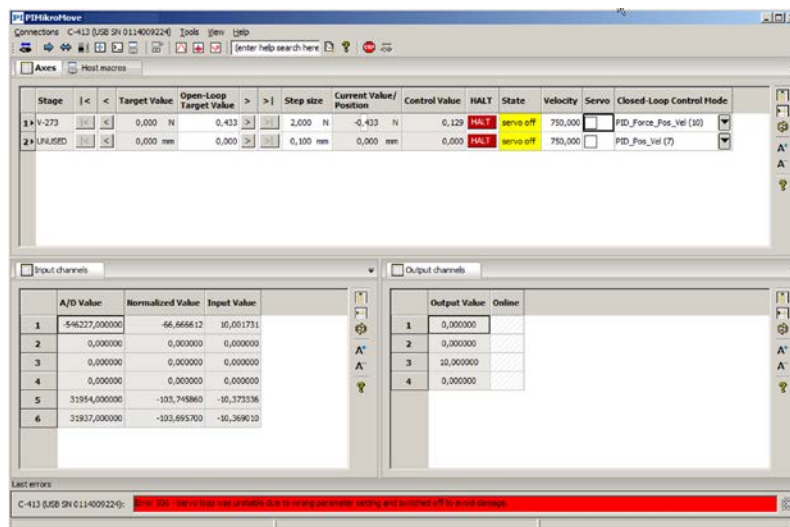 PIMikroMove
Connections C-413 (USB SN 0114009224) Tools View Help
(enter help search here
Axes Host macros
Stage |< < Target Value Open-Loop Target Value > >| Step size Current Value/ Position Control Value HALT State Velocity Servo Closed-Loop Control Mode
1 V-273 |< < 0,000 N 0,433 > >| 2,000 N -0,433 N 0,129 HALT servo off 750,000 PID_Force_Pos_Vel (10)
2 UNUSED |< < 0,000 mm 0,000 > >| 0,100 mm 0,000 mm 0,000 HALT servo off 750,000 PID_Pos_Vel (7)
Input channels
A/D Value Normalized Value Input Value
1 -546227,000000 -66,666612 10,001731
2 0,000000 0,000000 0,000000
3 0,000000 0,000000 0,000000
4 0,000000 0,000000 0,000000
5 31954,000000 -103,745860 -10,373336
6 31937,000000 -103,695700 -10,369010
Output channels
Output Value Online
1 0,000000
2 0,000000
3 10,000000
4 0,000000
Last errors
C-413 (USB SN 0114009224): Error 306 - Servo loop was unstable due to wrong parameter setting and switched off to avoid damage.